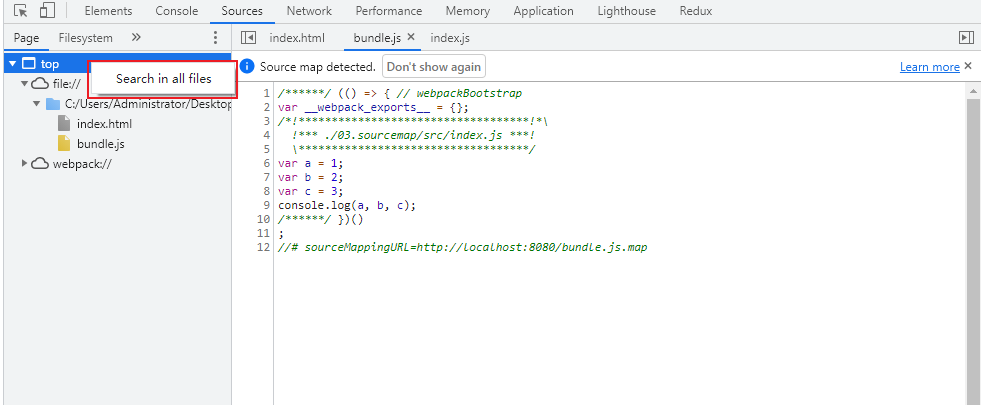 Elements Console Sources Network Performance Memory Application Lighthouse Redux
Page Filesystem » index.html bundle.js × index.js
top
Search in all files
file://
C:/Users/Administrator/Desktop
index.html
bundle.js
webpack://
Source map detected. Don't show again Learn more ×
1 /******/ (() => { // webpackBootstrap
2 var __webpack_exports__ = {};
3 /*!*********************************!*\
4   !*** ./03.sourcemap/src/index.js ***!
5   \*********************************/
6 var a = 1;
7 var b = 2;
8 var c = 3;
9 console.log(a, b, c);
10 /******/ })()
11 ;
12 //# sourceMappingURL=http://localhost:8080/bundle.js.map